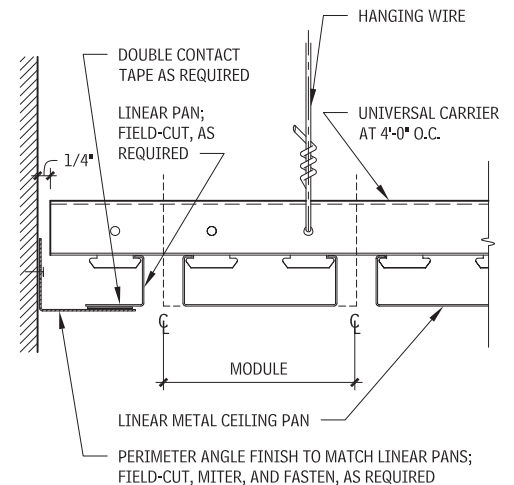 HANGING WIRE
DOUBLE CONTACT
TAPE AS REQUIRED
LINEAR PAN;
FIELD-CUT, AS
REQUIRED
UNIVERSAL CARRIER
AT 4'-0" O.C.
1/4"
℄ ℄
MODULE
LINEAR METAL CEILING PAN
PERIMETER ANGLE FINISH TO MATCH LINEAR PANS;
FIELD-CUT, MITER, AND FASTEN, AS REQUIRED